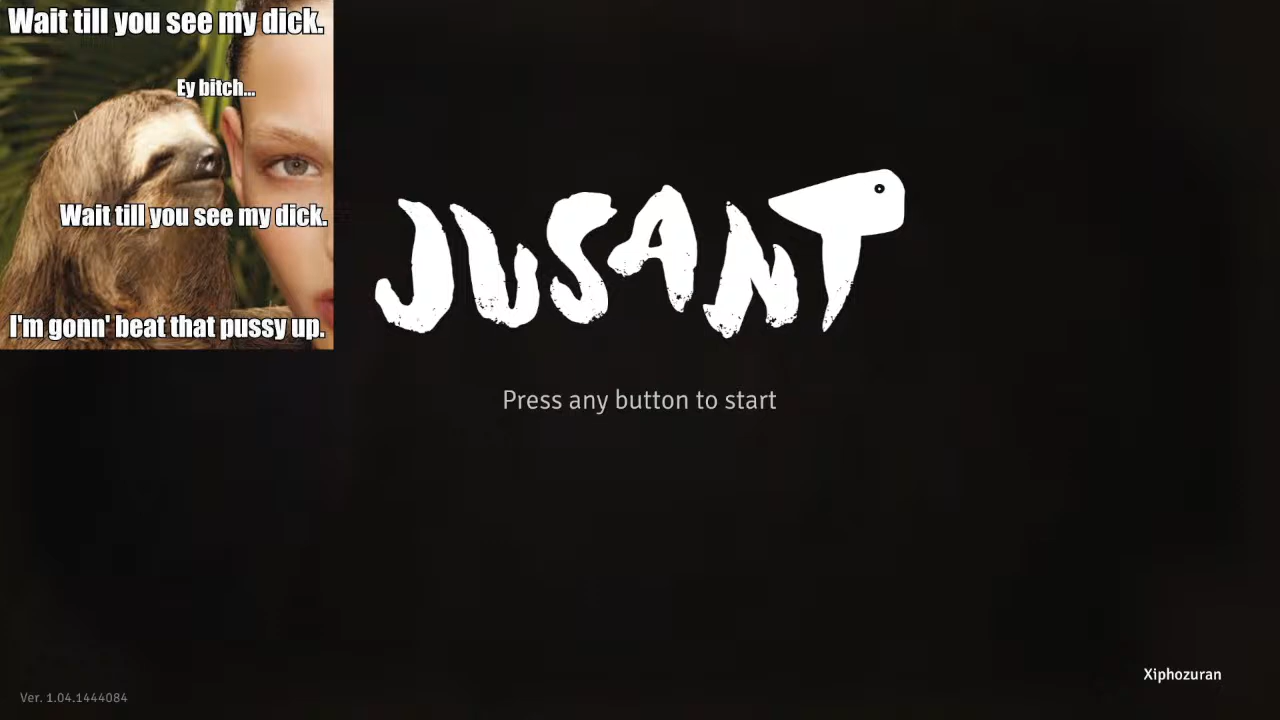 Wait till you see my dick.
Ey bitch...
Wait till you see my dick.
I'm gonn' beat that pussy up.
JUSANT
Press any button to start
Xiphozuran
Ver. 1.04.1444084